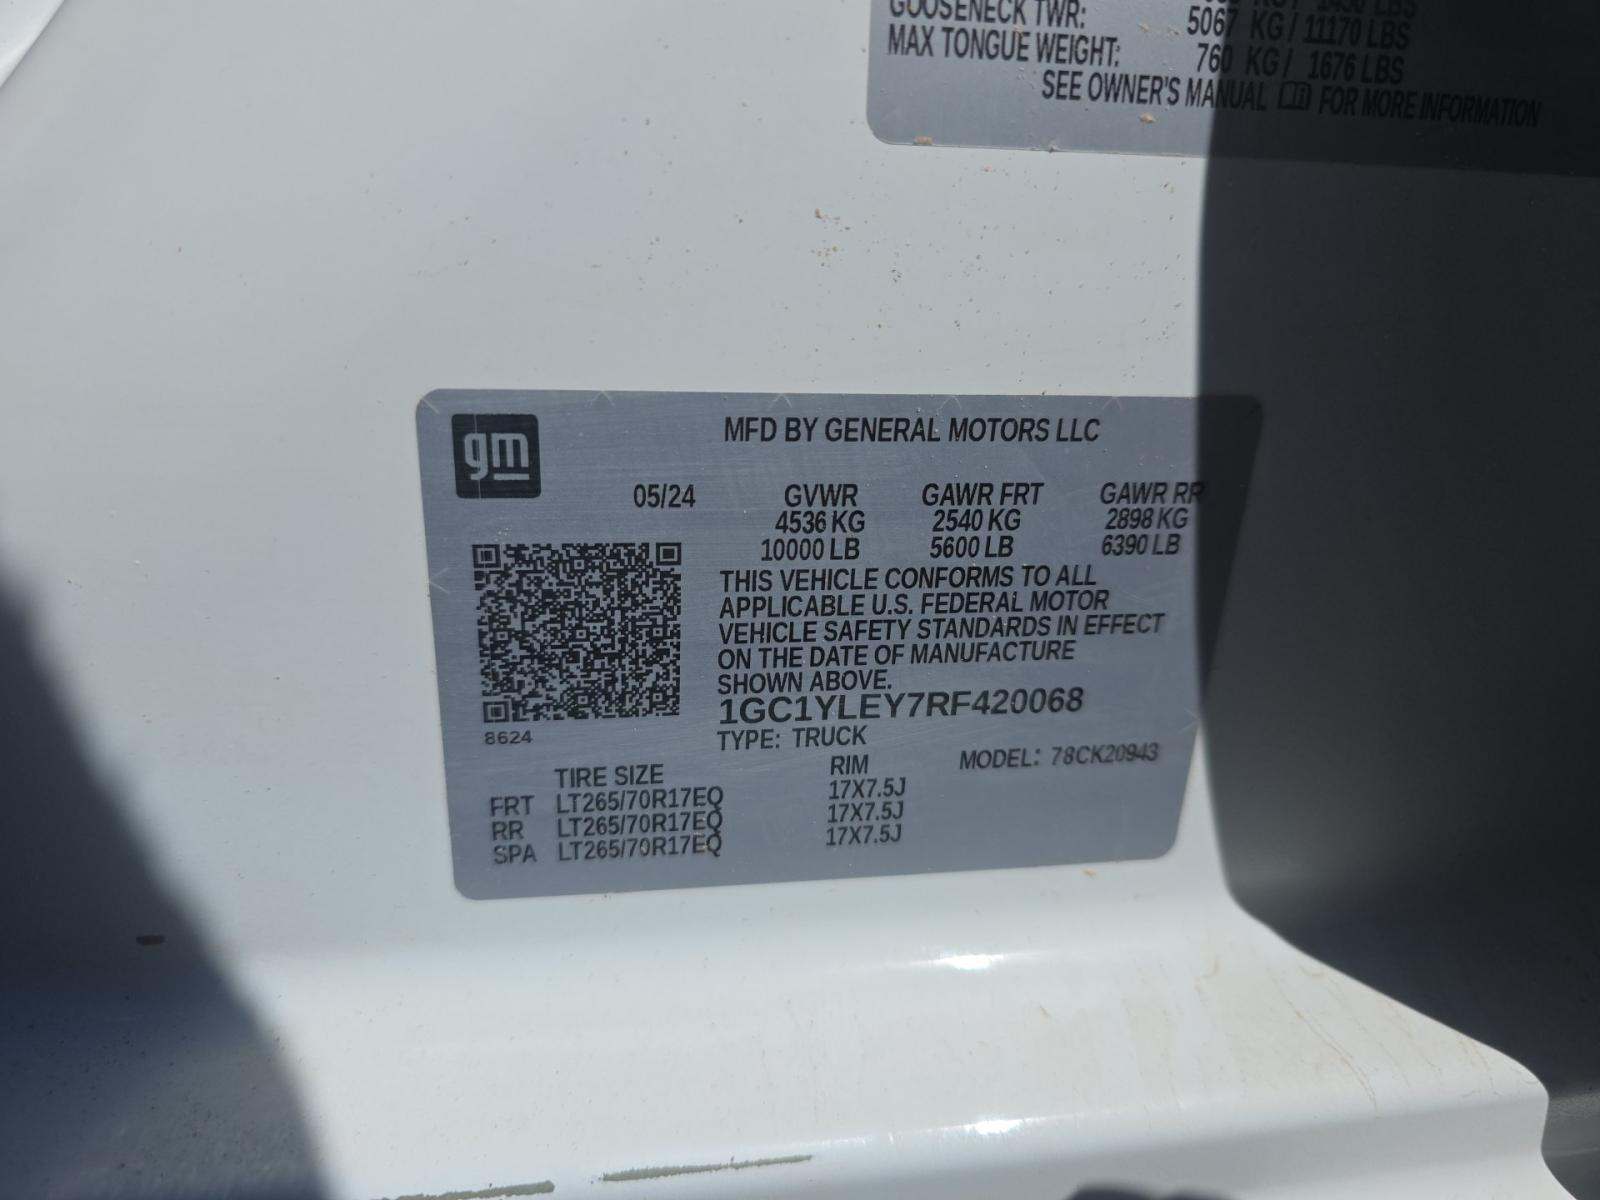 GOOSENECK TWR: 5067 KG / 11170 LBS
MAX TONGUE WEIGHT: 760 KG / 1676 LBS
SEE OWNER'S MANUAL FOR MORE INFORMATION
gm
MFD BY GENERAL MOTORS LLC
05/24 GVWR GAWR FRT GAWR RR
4536 KG 2540 KG 2898 KG
10000 LB 5600 LB 6390 LB
THIS VEHICLE CONFORMS TO ALL
APPLICABLE U.S. FEDERAL MOTOR
VEHICLE SAFETY STANDARDS IN EFFECT
ON THE DATE OF MANUFACTURE
SHOWN ABOVE.
1GC1YLEY7RF420068
8624
TYPE: TRUCK
MODEL: 78CK20943
TIRE SIZE RIM
FRT LT265/70R17EQ 17X7.5J
RR LT265/70R17EQ 17X7.5J
SPA LT265/70R17EQ 17X7.5J